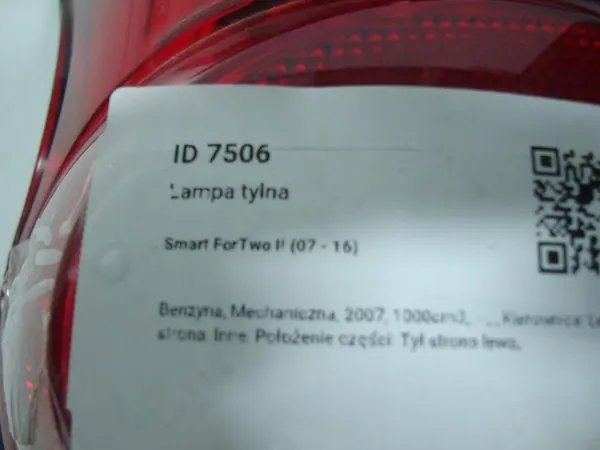 ID 7506
Lampa tylna
Smart ForTwo II (07 - 16)
Benzyna, Mechaniczna, 2007, 1000cm3, Kierownica:
strona. Inne. Położenie części: Tył strona lewa,